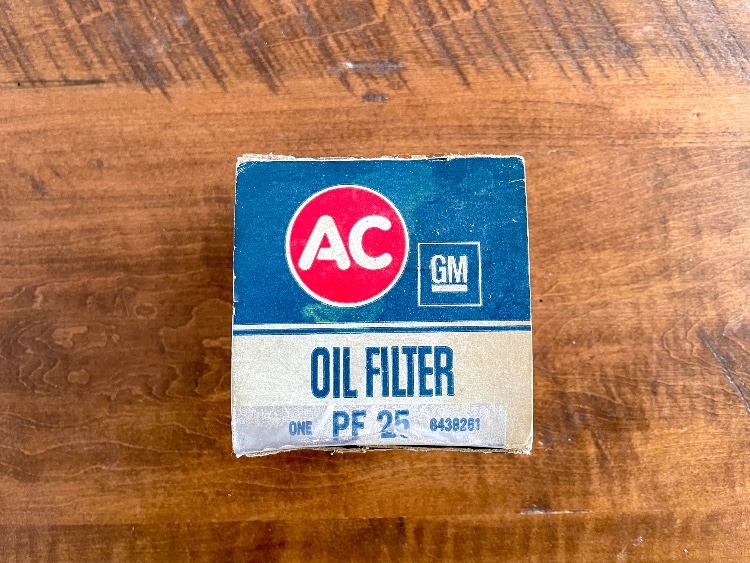 AC
GM
OIL FILTER
ONE PF 25 6438261